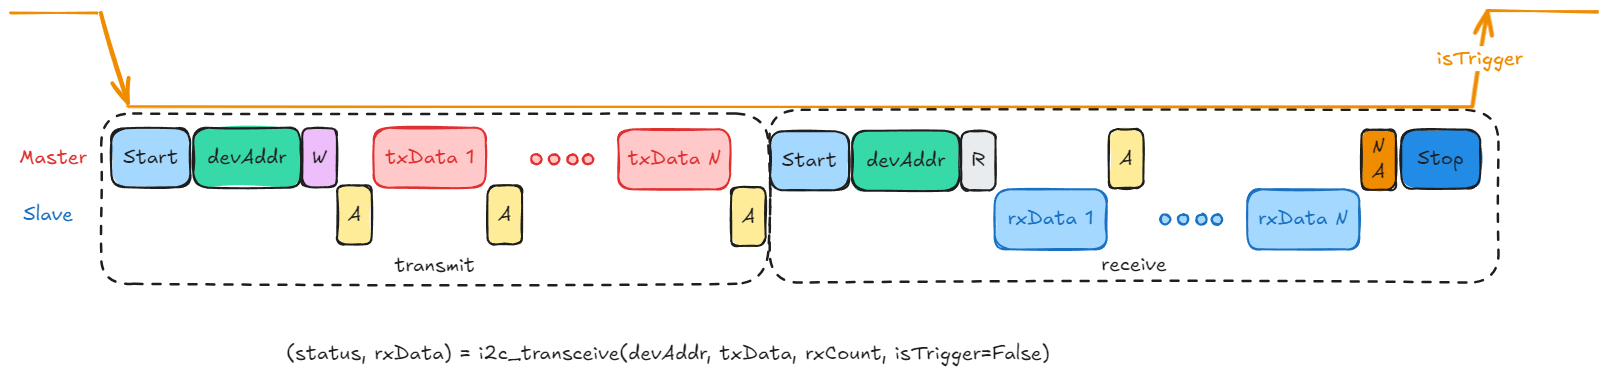 isTrigger
Master Start devAddr W txData 1 txData N Start devAddr R A N A Stop
Slave A A A rxData 1 rxData N
transmit receive
(status, rxData) = i2c_transceive(devAddr, txData, rxCount, isTrigger=False)